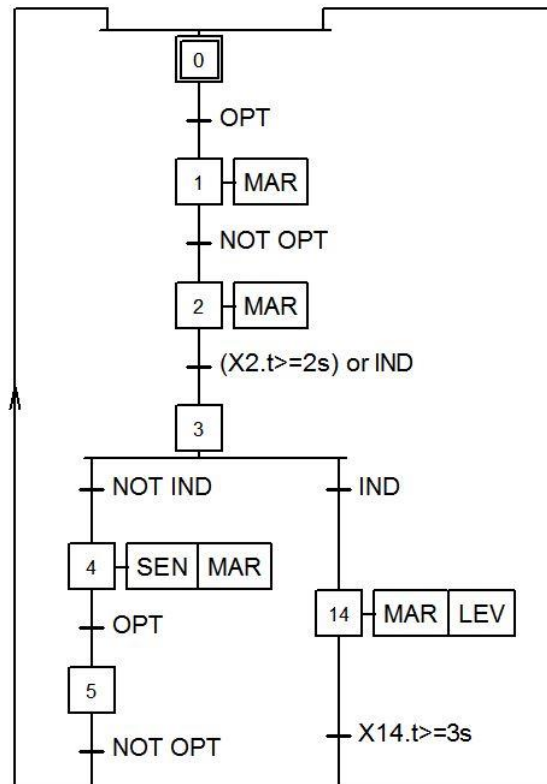 0
OPT
1 MAR
NOT OPT
2 MAR
(X2.t>=2s) or IND
3
NOT IND IND
4 SEN MAR
14 MAR LEV
OPT
5
NOT OPT X14.t>=3s